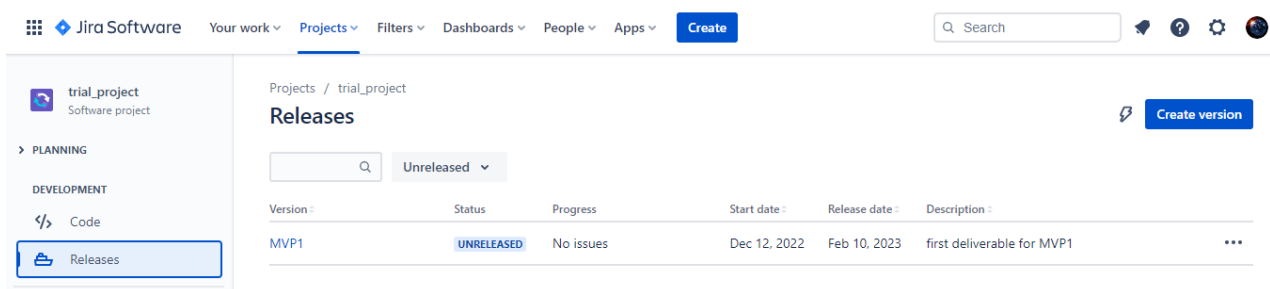 Jira Software Your work Projects Filters Dashboards People Apps Create Search
trial_project
Software project
PLANNING
DEVELOPMENT
Code
Releases
Projects / trial_project
Releases
Create version
Unreleased
Version Status Progress Start date Release date Description
MVP1 UNRELEASED No issues Dec 12, 2022 Feb 10, 2023 first deliverable for MVP1